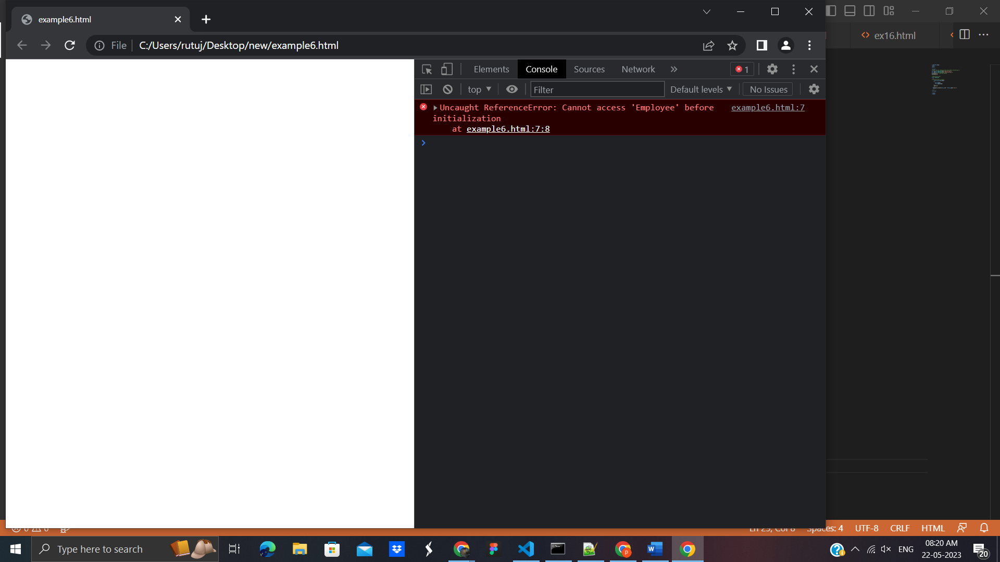 example6.html
ex16.html
File
C:/Users/rutuj/Desktop/new/example6.html
Elements
Console
Sources
Network
1
top
Filter
Default levels
No Issues
Uncaught ReferenceError: Cannot access 'Employee' before example6.html:7
initialization
at example6.html:7:8
Spaces: 4
UTF-8
CRLF
HTML
Type here to search
ENG
08:20 AM
22-05-2023
20